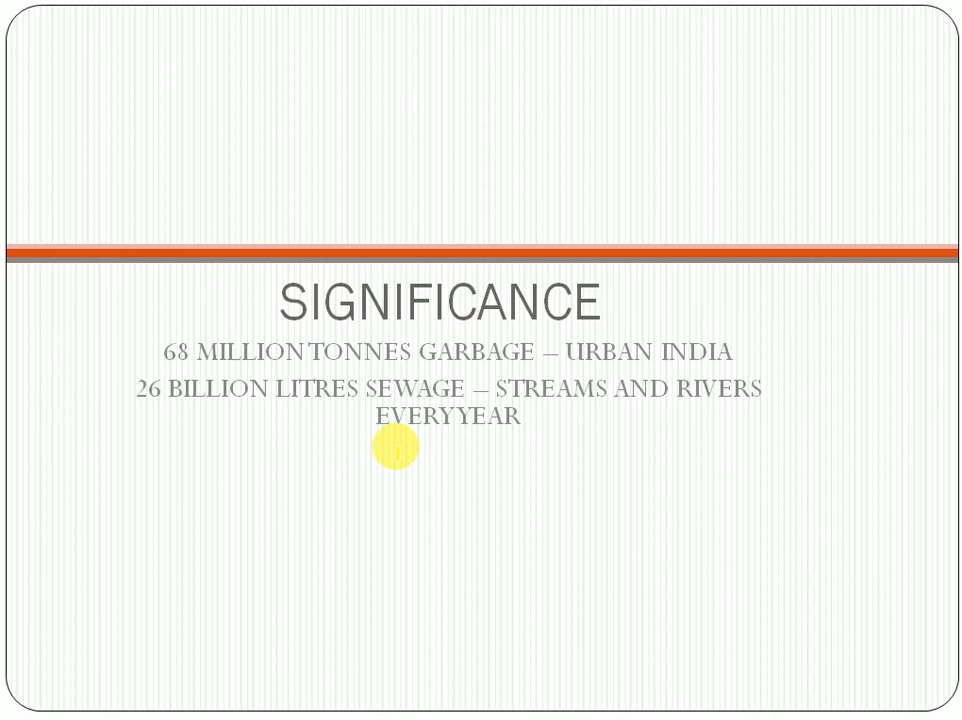 SIGNIFICANCE
68 MILLION TONNES GARBAGE – URBAN INDIA
26 BILLION LITRES SEWAGE – STREAMS AND RIVERS
EVERY YEAR